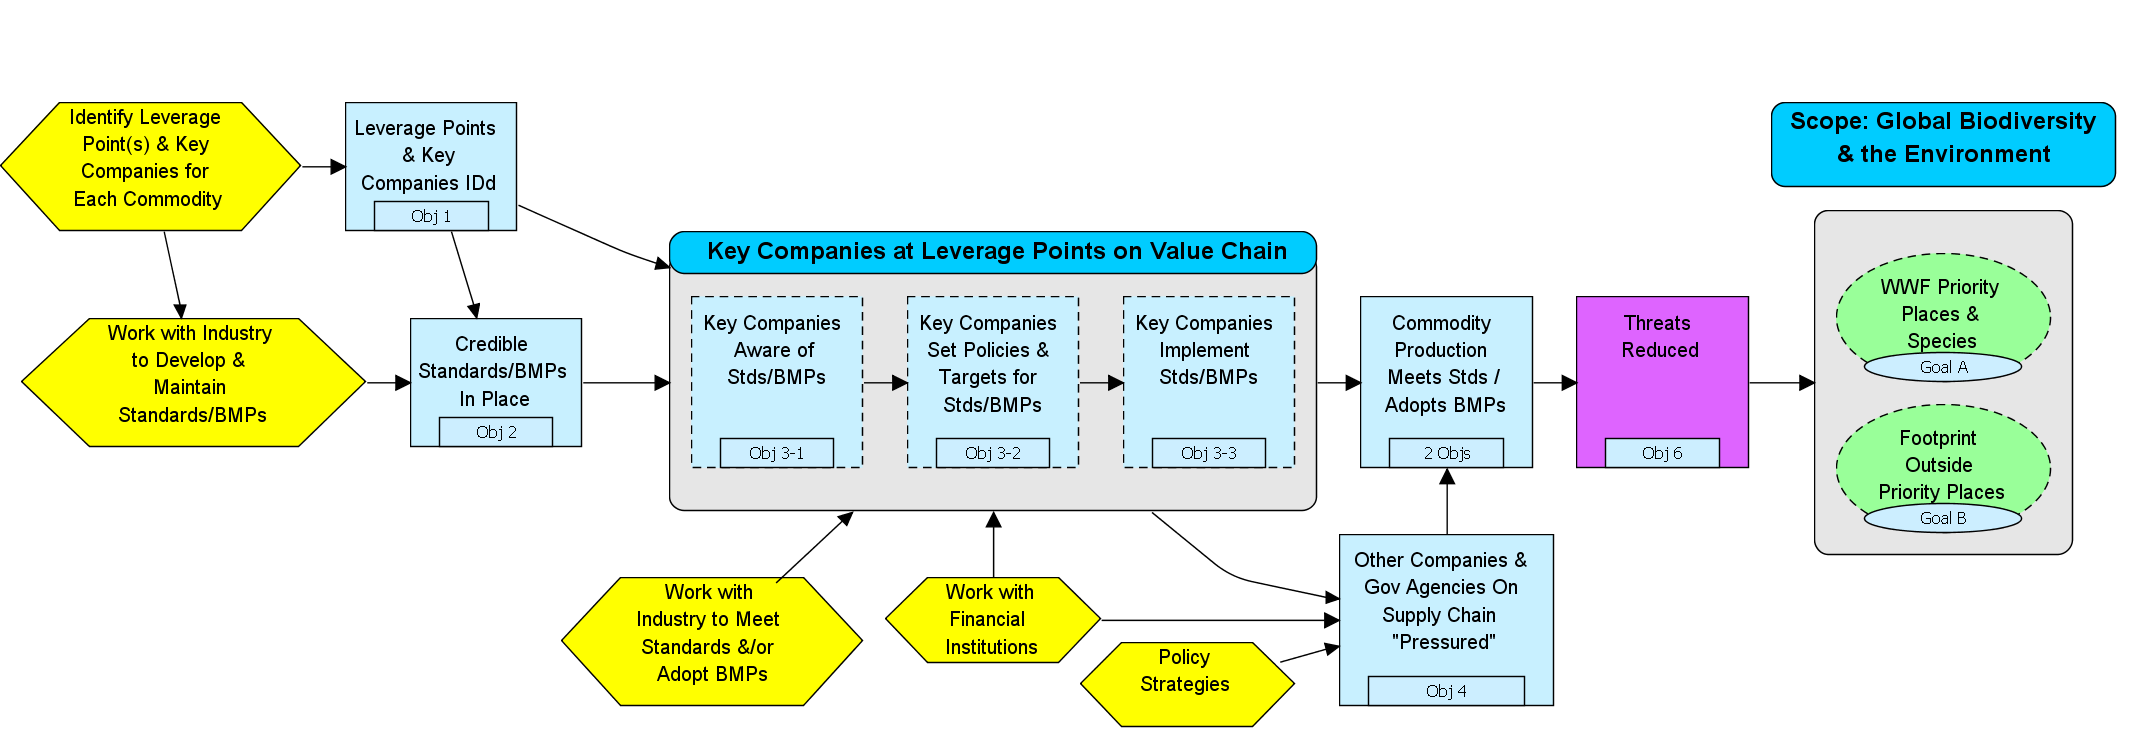 Identify Leverage
Point(s) & Key
Companies for
Each Commodity
Leverage Points
& Key
Companies IDd
Obj 1
Scope: Global Biodiversity
& the Environment
Work with Industry
to Develop &
Maintain
Standards/BMPs
Credible
Standards/BMPs
In Place
Obj 2
Key Companies at Leverage Points on Value Chain
Key Companies
Aware of
Stds/BMPs
Obj 3-1
Key Companies
Set Policies &
Targets for
Stds/BMPs
Obj 3-2
Key Companies
Implement
Stds/BMPs
Obj 3-3
Commodity
Production
Meets Stds /
Adopts BMPs
2 Objs
Threats
Reduced
Obj 6
WWF Priority
Places &
Species
Goal A
Footprint
Outside
Priority Places
Goal B
Work with
Industry to Meet
Standards &/or
Adopt BMPs
Work with
Financial
Institutions
Policy
Strategies
Other Companies &
Gov Agencies On
Supply Chain
"Pressured"
Obj 4